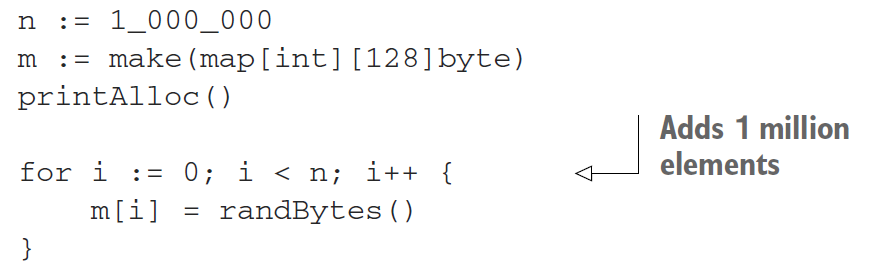 n := 1_000_000
m := make(map[int][128]byte)
printAlloc()
for i := 0; i < n; i++ {
m[i] = randBytes()
}
Adds 1 million
elements